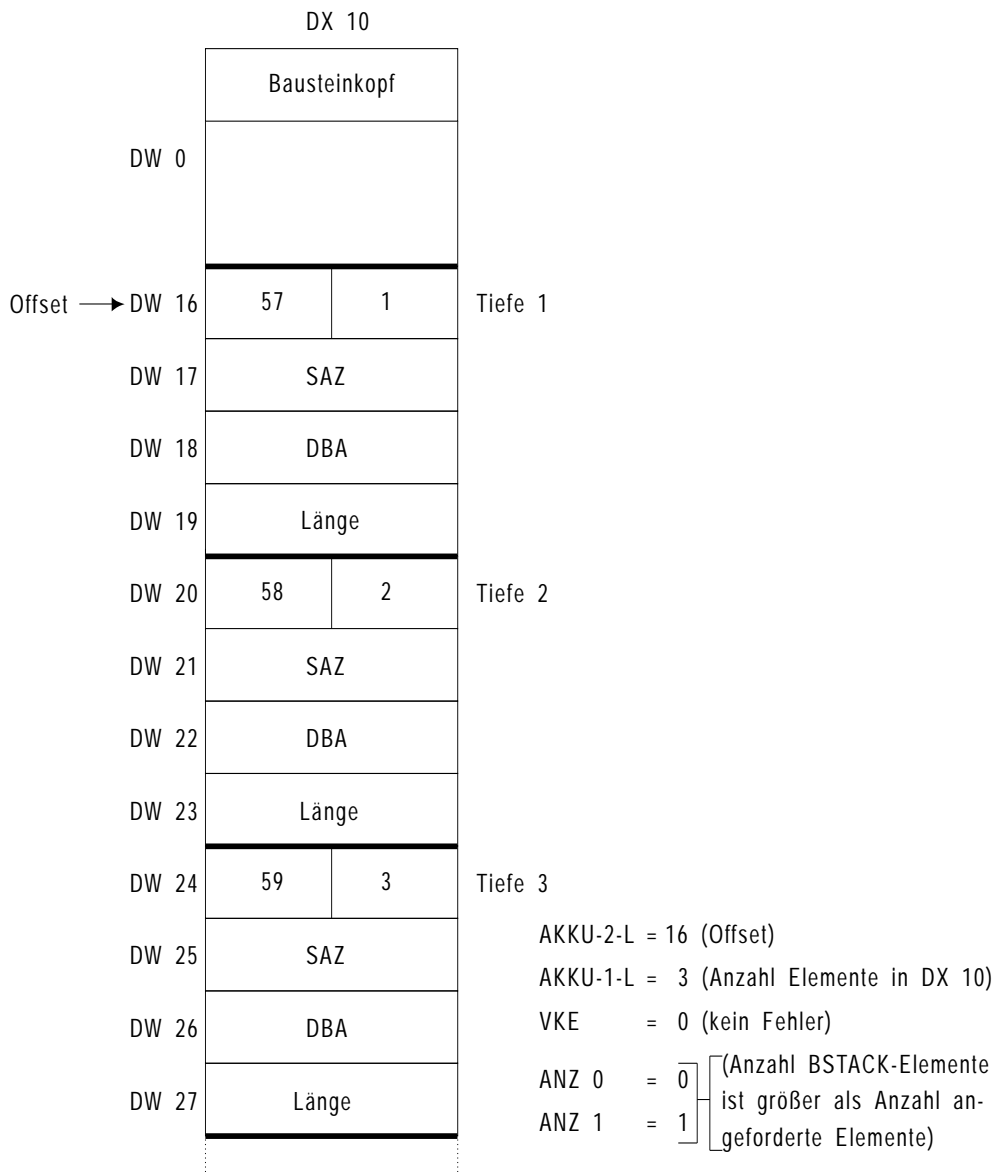 DX 10
Bausteinkopf
DW 0
Offset DW 16 57 1 Tiefe 1
DW 17 SAZ
DW 18 DBA
DW 19 Länge
DW 20 58 2 Tiefe 2
DW 21 SAZ
DW 22 DBA
DW 23 Länge
DW 24 59 3 Tiefe 3
DW 25 SAZ
DW 26 DBA
DW 27 Länge
AKKU-2-L = 16 (Offset)
AKKU-1-L = 3 (Anzahl Elemente in DX 10)
VKE = 0 (kein Fehler)
ANZ 0 = 0
ANZ 1 = 1
(Anzahl BSTACK-Elemente
ist größer als Anzahl an-
geforderte Elemente)